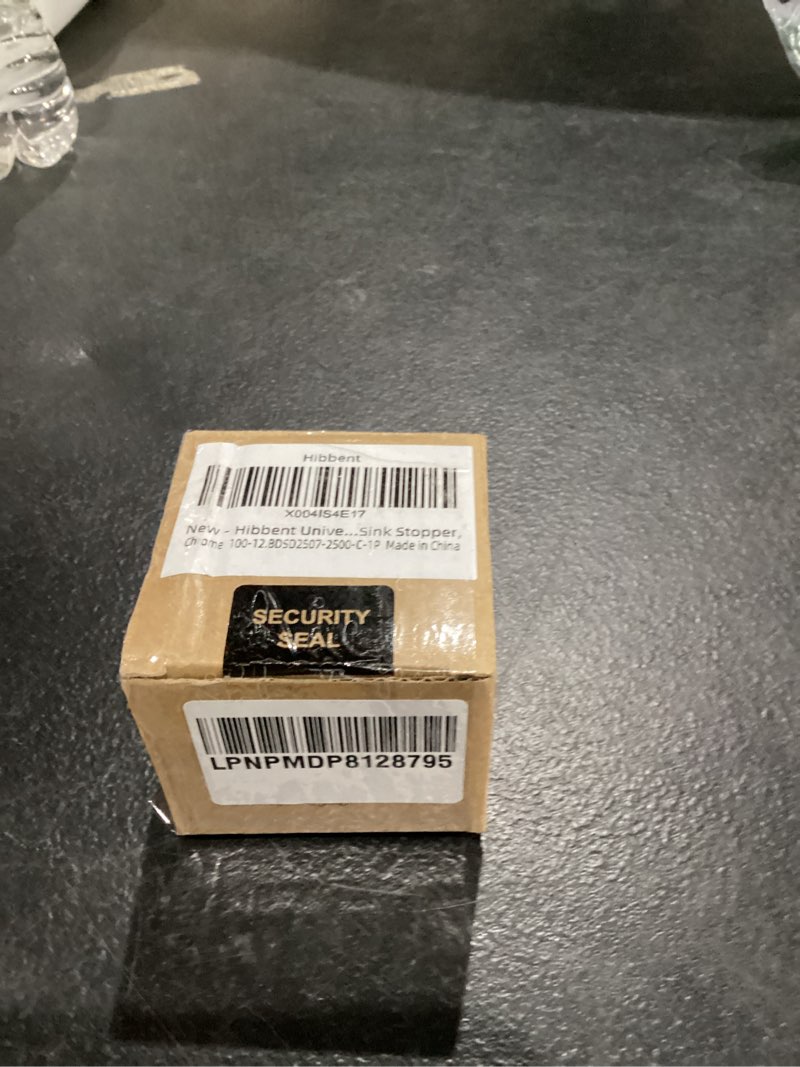 Hibbent
X004IS4E17
New - Hibbent Unive...Sink Stopper,
Chrome 100-12.BDSD2507-2500-C-1P Made in China
SECURITY
SEAL
LPNPMDP8128795